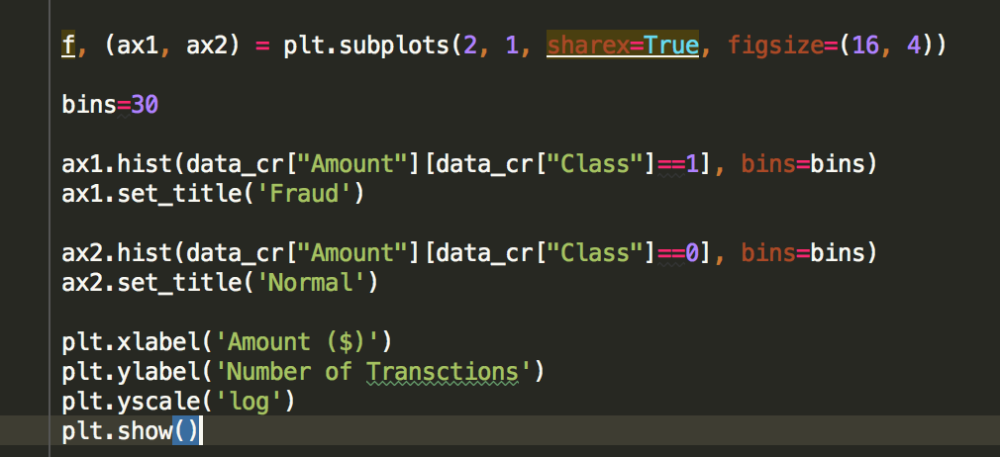 f, (ax1, ax2) = plt.subplots(2, 1, sharex=True, figsize=(16, 4))
bins=30
ax1.hist(data_cr["Amount"][data_cr["Class"]==1], bins=bins)
ax1.set_title('Fraud')
ax2.hist(data_cr["Amount"][data_cr["Class"]==0], bins=bins)
ax2.set_title('Normal')
plt.xlabel('Amount ($)')
plt.ylabel('Number of Transctions')
plt.yscale('log')
plt.show()